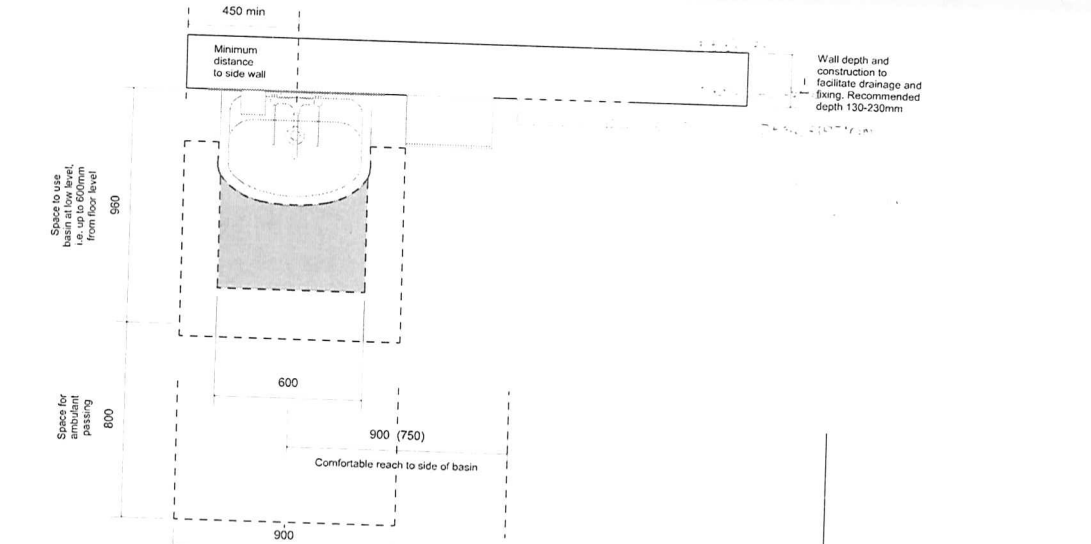 450 min
Minimum
distance
to side wall
Wall depth and
construction to
facilitate drainage and
fixing. Recommended
depth 130-230mm
Space to use
basin at low level,
i.e. up to 600mm
from floor level
960
600
Space for
ambulant
passing
800
900 (750)
Comfortable reach to side of basin
900